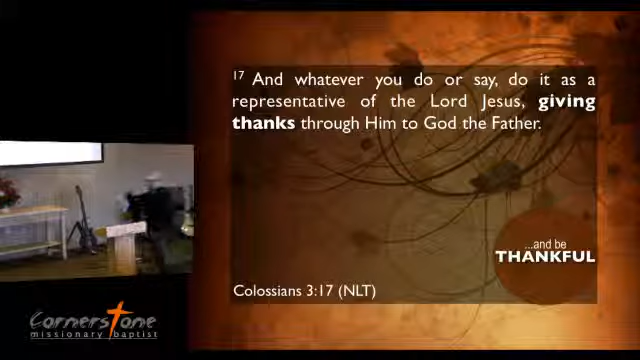 17 And whatever you do or say, do it as a
representative of the Lord Jesus, giving
thanks through Him to God the Father.
...and be
THANKFUL
Colossians 3:17 (NLT)
Cornerstone
missionary baptist